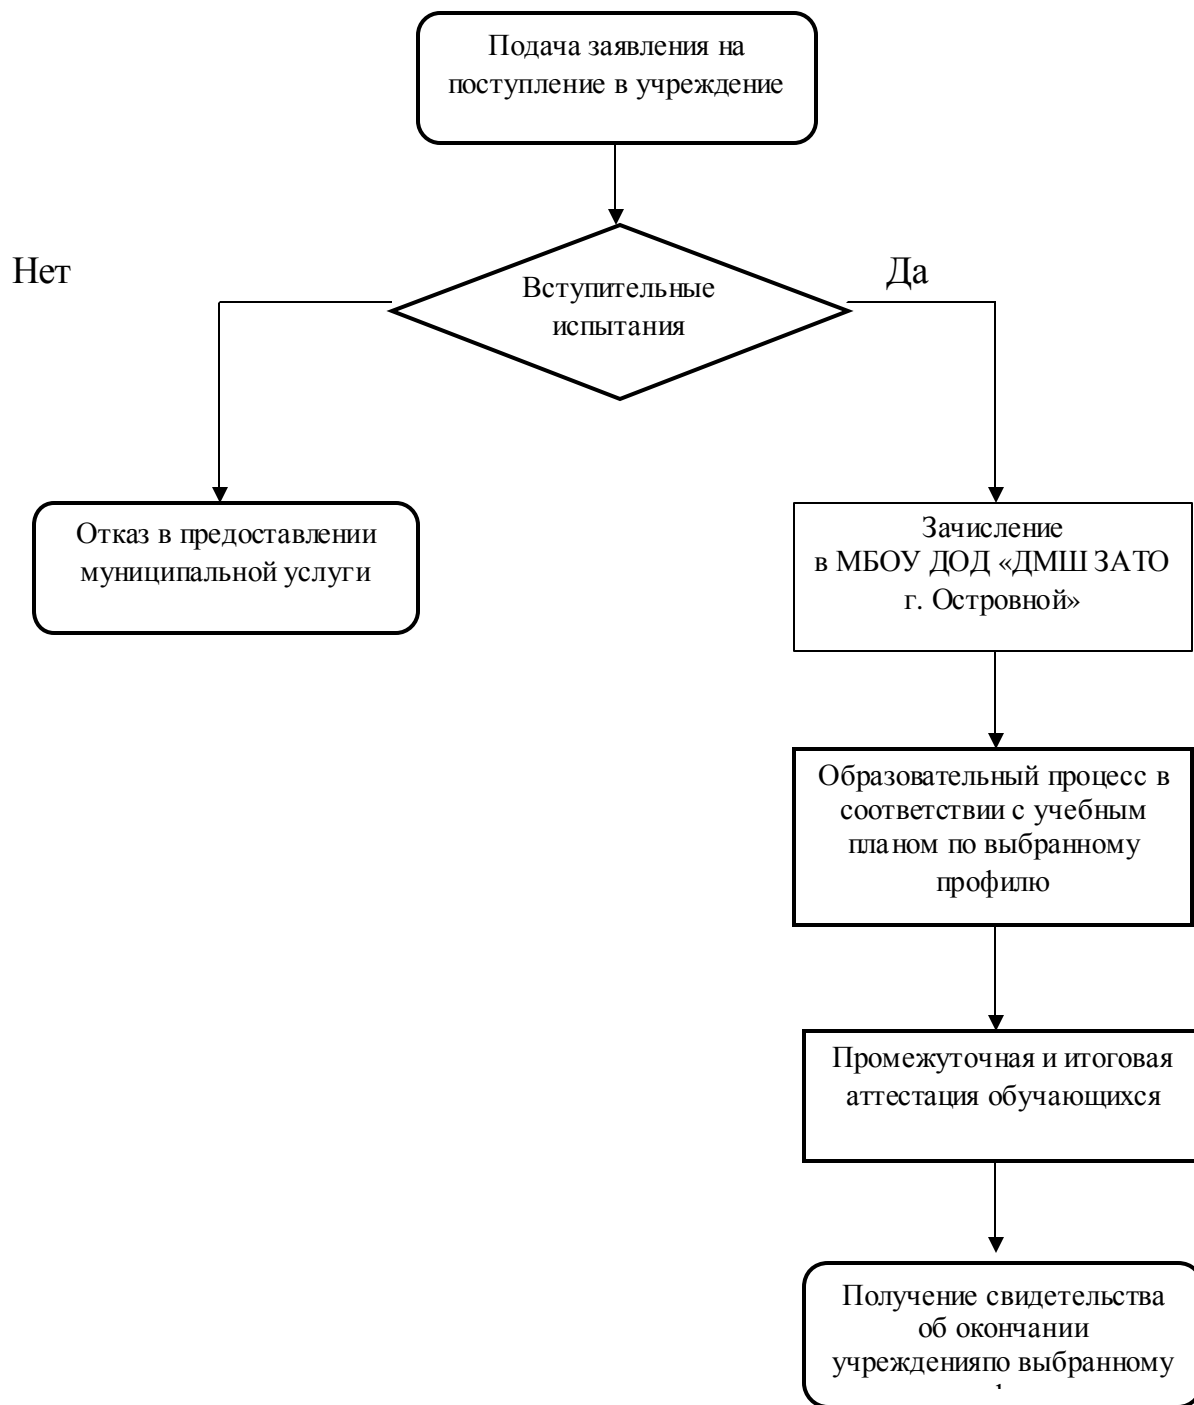 Подача заявления на
поступление в учреждение
Нет
Да
Вступительные
испытания
Отказ в предоставлении
муниципальной услуги
Зачисление
в МБОУ ДОД «ДМШ ЗАТО
г. Островной»
Образовательный процесс в
соответствии с учебным
планом по выбранному
профилю
Промежуточная и итоговая
аттестация обучающихся
Получение свидетельства
об окончании
учрежденияпо выбранному